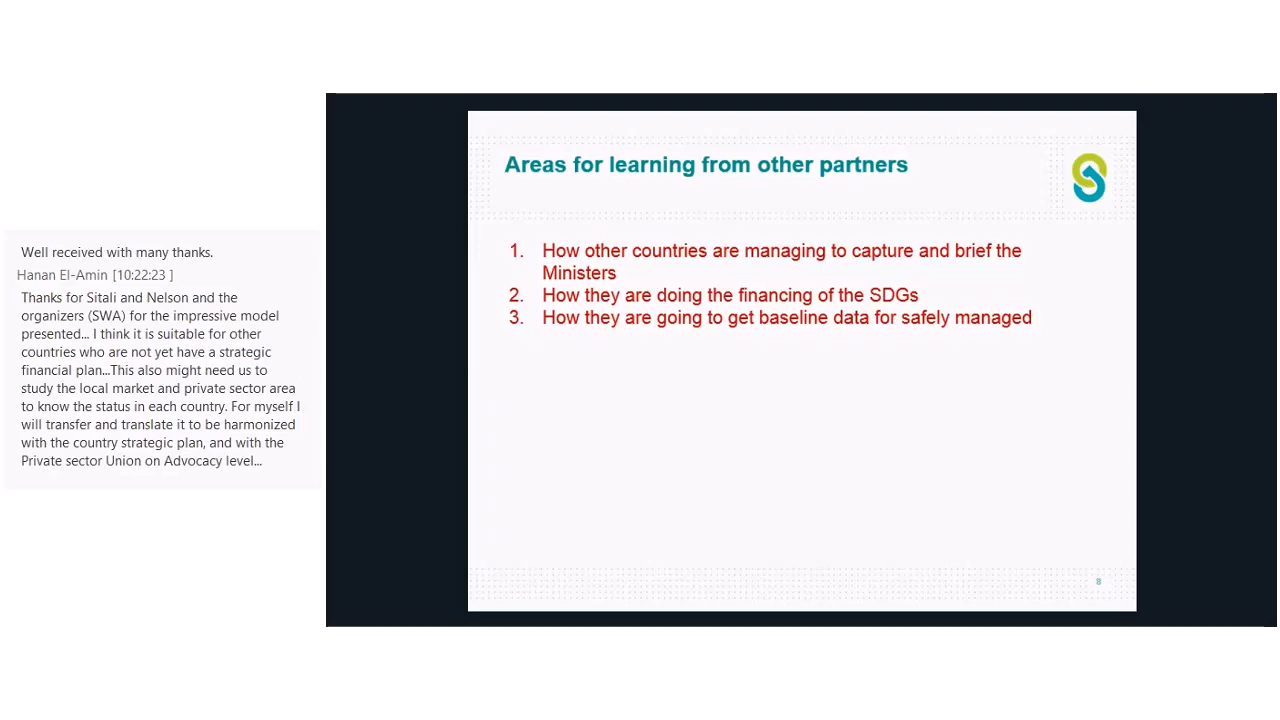 Well received with many thanks.
Hanan El-Amin [10:22:23 ]
Thanks for Sitali and Nelson and the
organizers (SWA) for the impressive model
presented... I think it is suitable for other
countries who are not yet have a strategic
financial plan...This also might need us to
study the local market and private sector area
to know the status in each country. For myself I
will transfer and translate it to be harmonized
with the country strategic plan, and with the
Private sector Union on Advocacy level...
Areas for learning from other partners
1. How other countries are managing to capture and brief the
Ministers
2. How they are doing the financing of the SDGs
3. How they are going to get baseline data for safely managed
8